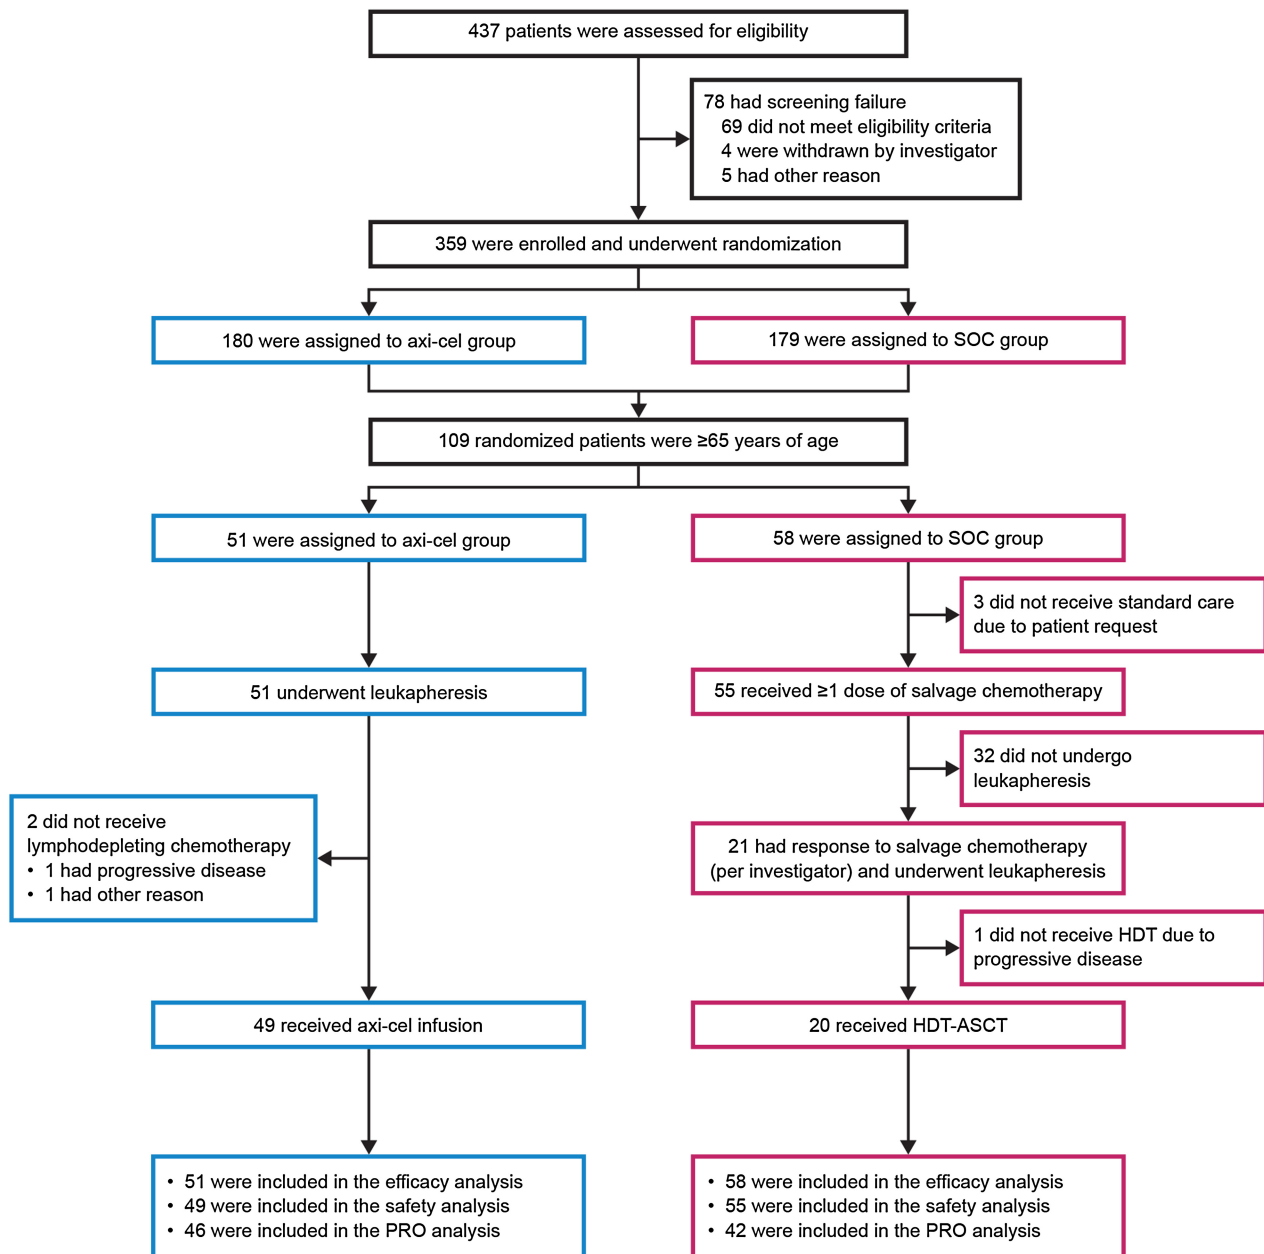 437 patients were assessed for eligibility
78 had screening failure
69 did not meet eligibility criteria
4 were withdrawn by investigator
5 had other reason
359 were enrolled and underwent randomization
180 were assigned to axi-cel group
179 were assigned to SOC group
109 randomized patients were ≥65 years of age
51 were assigned to axi-cel group
58 were assigned to SOC group
3 did not receive standard care
due to patient request
51 underwent leukapheresis
55 received ≥1 dose of salvage chemotherapy
32 did not undergo
leukapheresis
2 did not receive
lymphodepleting chemotherapy
• 1 had progressive disease
• 1 had other reason
21 had response to salvage chemotherapy
(per investigator) and underwent leukapheresis
1 did not receive HDT due to
progressive disease
49 received axi-cel infusion
20 received HDT-ASCT
• 51 were included in the efficacy analysis
• 49 were included in the safety analysis
• 46 were included in the PRO analysis
• 58 were included in the efficacy analysis
• 55 were included in the safety analysis
• 42 were included in the PRO analysis